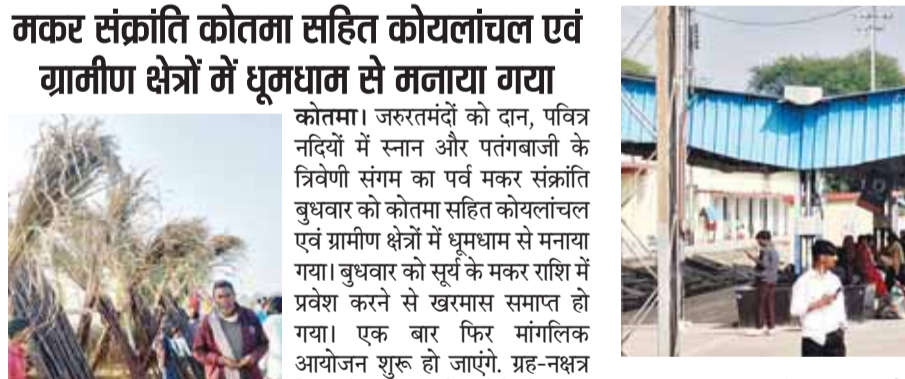 मकर संक्रांति कोतमा सहित कोयलांचल एवं
ग्रामीण क्षेत्रों में धूमधाम से मनाया गया
कोतमा। जरुरतमंदों को दान, पवित्र
नदियों में स्नान और पतंगबाजी के
त्रिवेणी संगम का पर्व मकर संक्रांति
बुधवार को कोतमा सहित कोयलांचल
एवं ग्रामीण क्षेत्रों में धूमधाम से मनाया
गया। बुधवार को सूर्य के मकर राशि में
प्रवेश करने से खरमास समाप्त हो
गया। एक बार फिर मांगलिक
आयोजन शुरू हो जाएंगे. ग्रह-नक्षत्र